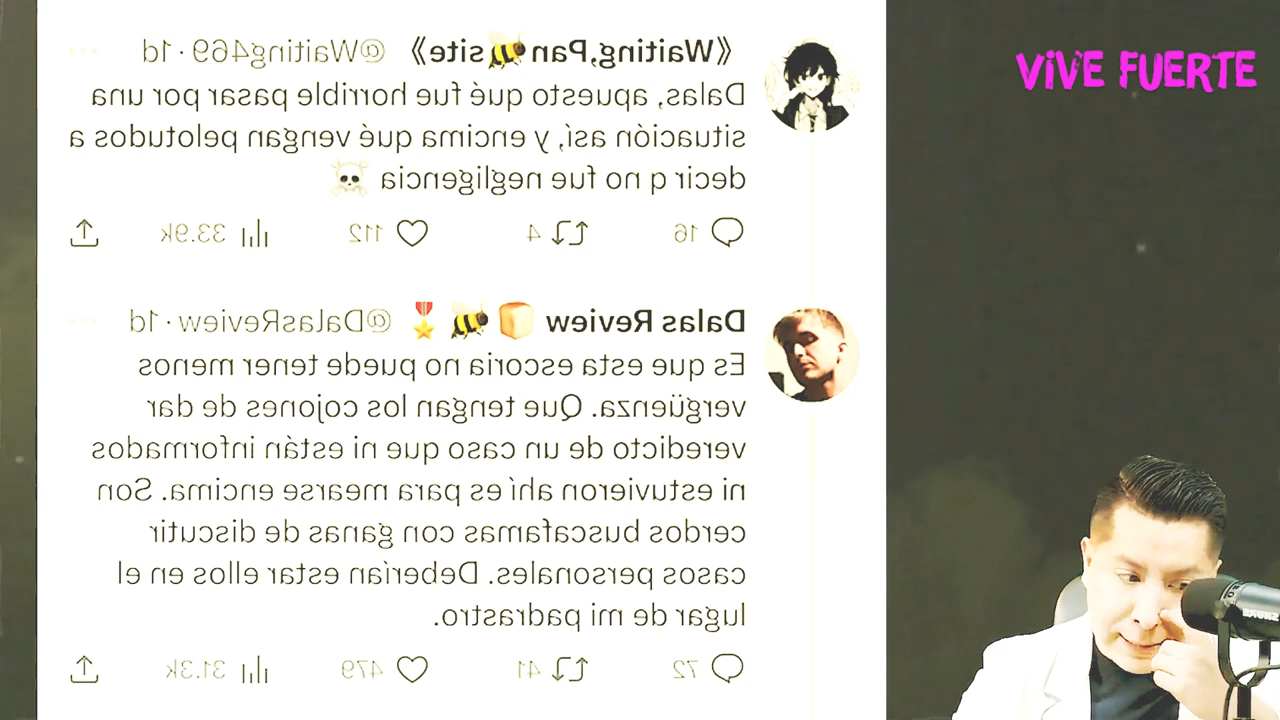 《Waiting,Pan🐝site》 @Waiting469 · 1d
Dalas, apuesto qué fue horrible pasar por una
situación así, y encima qué vengan pelotudos a
decir q no fue negligencia ☠️
16 4 112 33.9k
Dalas Review 🍞 🐝 🎖️ @DalasReview · 1d
Es que esta escoria no puede tener menos
vergüenza. Que tengan los cojones de dar
veredicto de un caso que ni están informados
ni estuvieron ahí es para mearse encima. Son
cerdos buscafamas con ganas de discutir
casos personales. Deberían estar ellos en el
lugar de mi padrastro.
72 41 479 31.3k
ViVE FUERTE